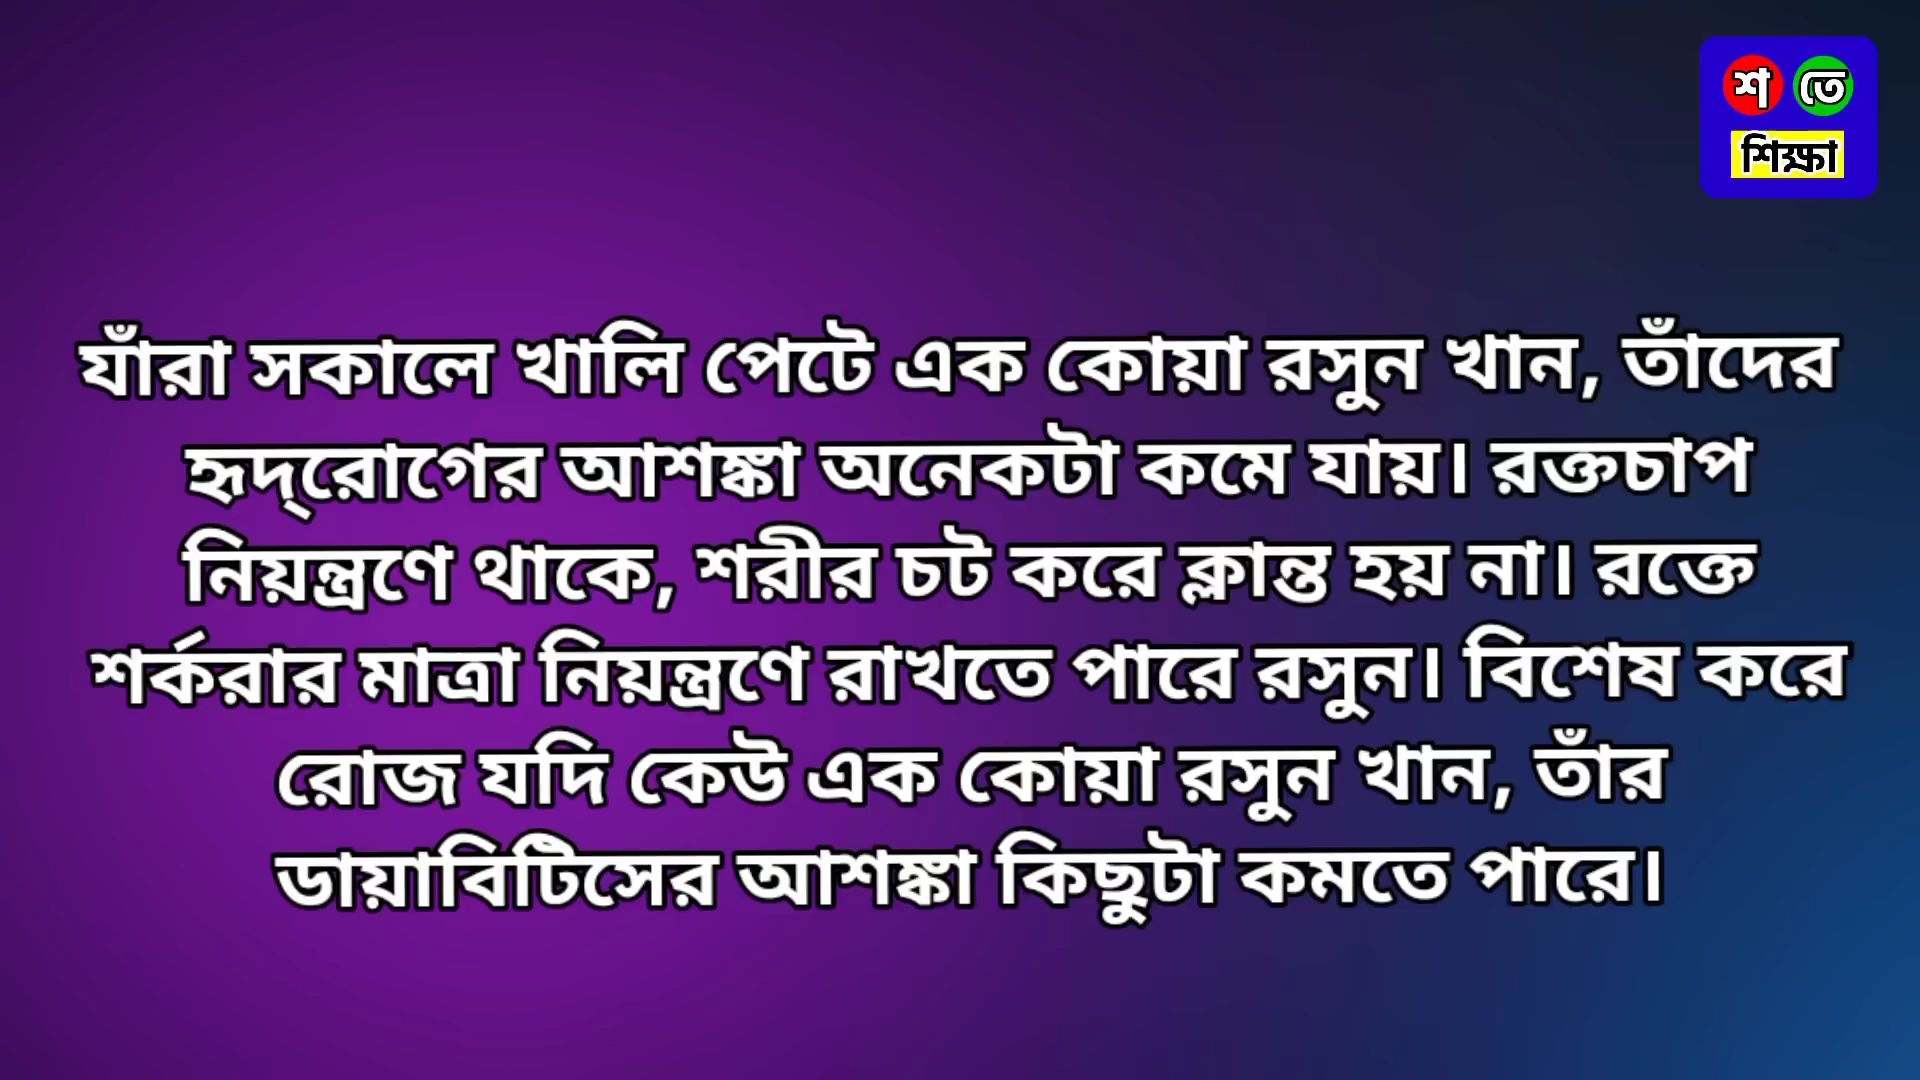 শ তে
শিক্ষা
যাঁরা সকালে খালি পেটে এক কোয়া রসুন খান, তাঁদের
হৃদ্‌রোগের আশঙ্কা অনেকটা কমে যায়। রক্তচাপ
নিয়ন্ত্রণে থাকে, শরীর চট করে ক্লান্ত হয় না। রক্তে
শর্করার মাত্রা নিয়ন্ত্রণে রাখতে পারে রসুন। বিশেষ করে
রোজ যদি কেউ এক কোয়া রসুন খান, তাঁর
ডায়াবিটিসের আশঙ্কা কিছুটা কমতে পারে।